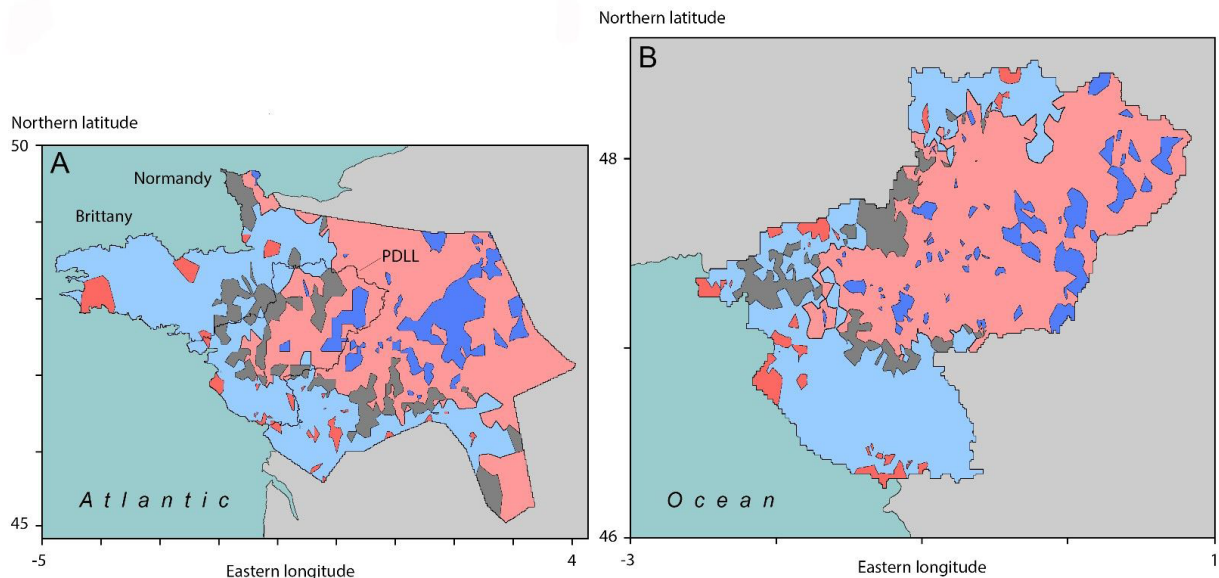 Northern latitude
50
A
Normandy
Brittany
PDLL
Atlantic
45
-5
4
Eastern longitude
Northern latitude
B
48
Ocean
46
-3
1
Eastern longitude